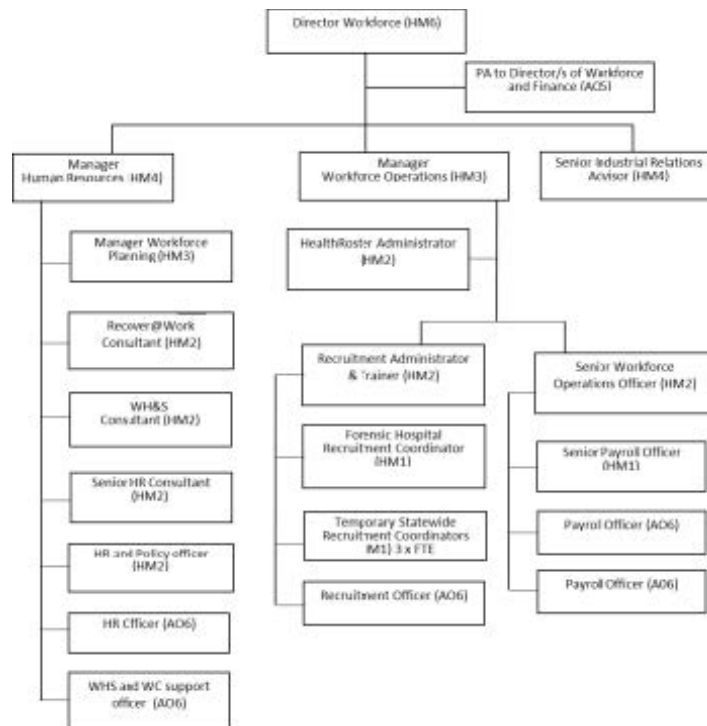 Director Workforce (HM6)
PA to Director/s of Workforce
and Finance (AO5)
Manager
Human Resources (HM4)
Manager
Workforce Operations (HM3)
Senior Industrial Relations
Advisor (HM4)
Manager Workforce
Planning (HM3)
HealthRoster Administrator
(HM2)
Recover@Work
Consultant (HM2)
Recruitment Administrator
& Trainer (HM2)
Senior Workforce
Operations Officer (HM2)
WH&S
Consultant (HM2)
Forensic Hospital
Recruitment Coordinator
(HM1)
Senior Payroll Officer
(HM1)
Senior HR Consultant
(HM2)
Temporary Statewide
Recruitment Coordinators
(HM1) 3 x FTE
Payrol Officer (AO6)
HR and Policy officer
(HM2)
Recruitment Officer (AO6)
Payroll Officer (A06)
HR Officer (AO6)
WHS and WC support
officer (AO6)